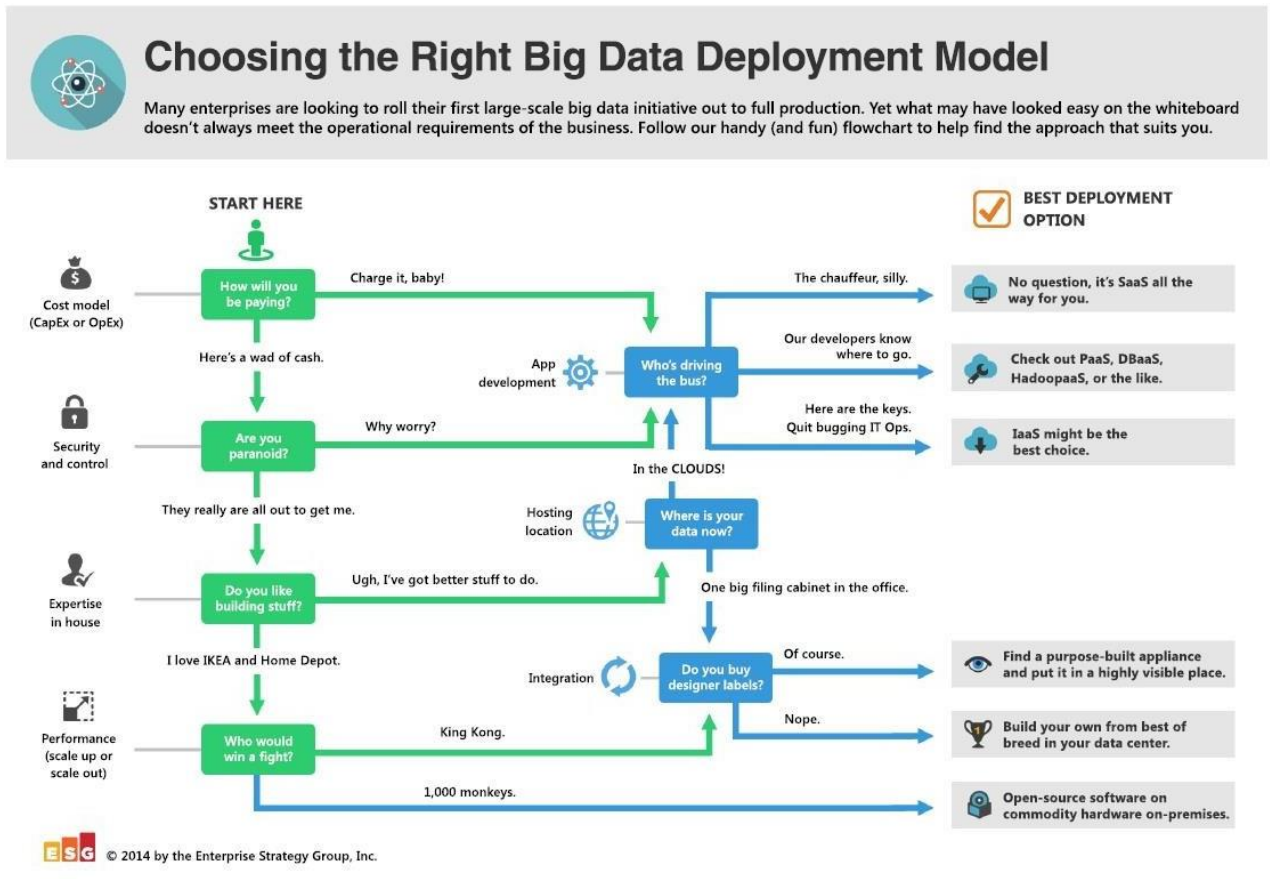 Choosing the Right Big Data Deployment Model
Many enterprises are looking to roll their first large-scale big data initiative out to full production. Yet what may have looked easy on the whiteboard
doesn't always meet the operational requirements of the business. Follow our handy (and fun) flowchart to help find the approach that suits you.
START HERE
BEST DEPLOYMENT
OPTION
Cost model
(CapEx or OpEx)
How will you
be paying?
Charge it, baby!
The chauffeur, silly.
No question, it's SaaS all the
way for you.
Here's a wad of cash.
App
development
Who's driving
the bus?
Our developers know
where to go.
Check out PaaS, DBaaS,
HadoopaaS, or the like.
Security
and control
Are you
paranoid?
Why worry?
Here are the keys.
Quit bugging IT Ops.
IaaS might be the
best choice.
In the CLOUDS!
They really are all out to get me.
Hosting
location
Where is your
data now?
Expertise
in house
Do you like
building stuff?
Ugh, I've got better stuff to do.
One big filing cabinet in the office.
I love IKEA and Home Depot.
Integration
Do you buy
designer labels?
Of course.
Find a purpose-built appliance
and put it in a highly visible place.
Performance
(scale up or
scale out)
Who would
win a fight?
King Kong.
Nope.
1
Build your own from best of
breed in your data center.
1,000 monkeys.
Open-source software on
commodity hardware on-premises.
ESG © 2014 by the Enterprise Strategy Group, Inc.